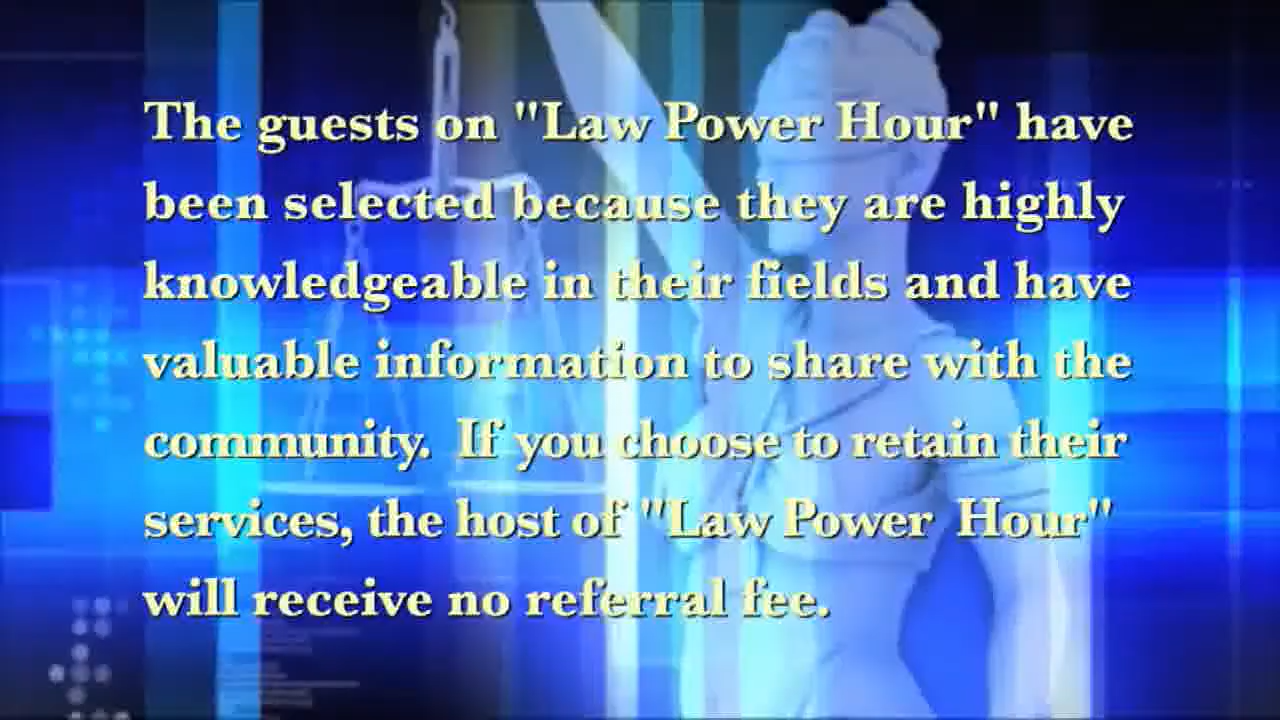 The guests on "Law Power Hour" have
been selected because they are highly
knowledgeable in their fields and have
valuable information to share with the
community.  If you choose to retain their
services, the host of "Law Power  Hour"
will receive no referral fee.